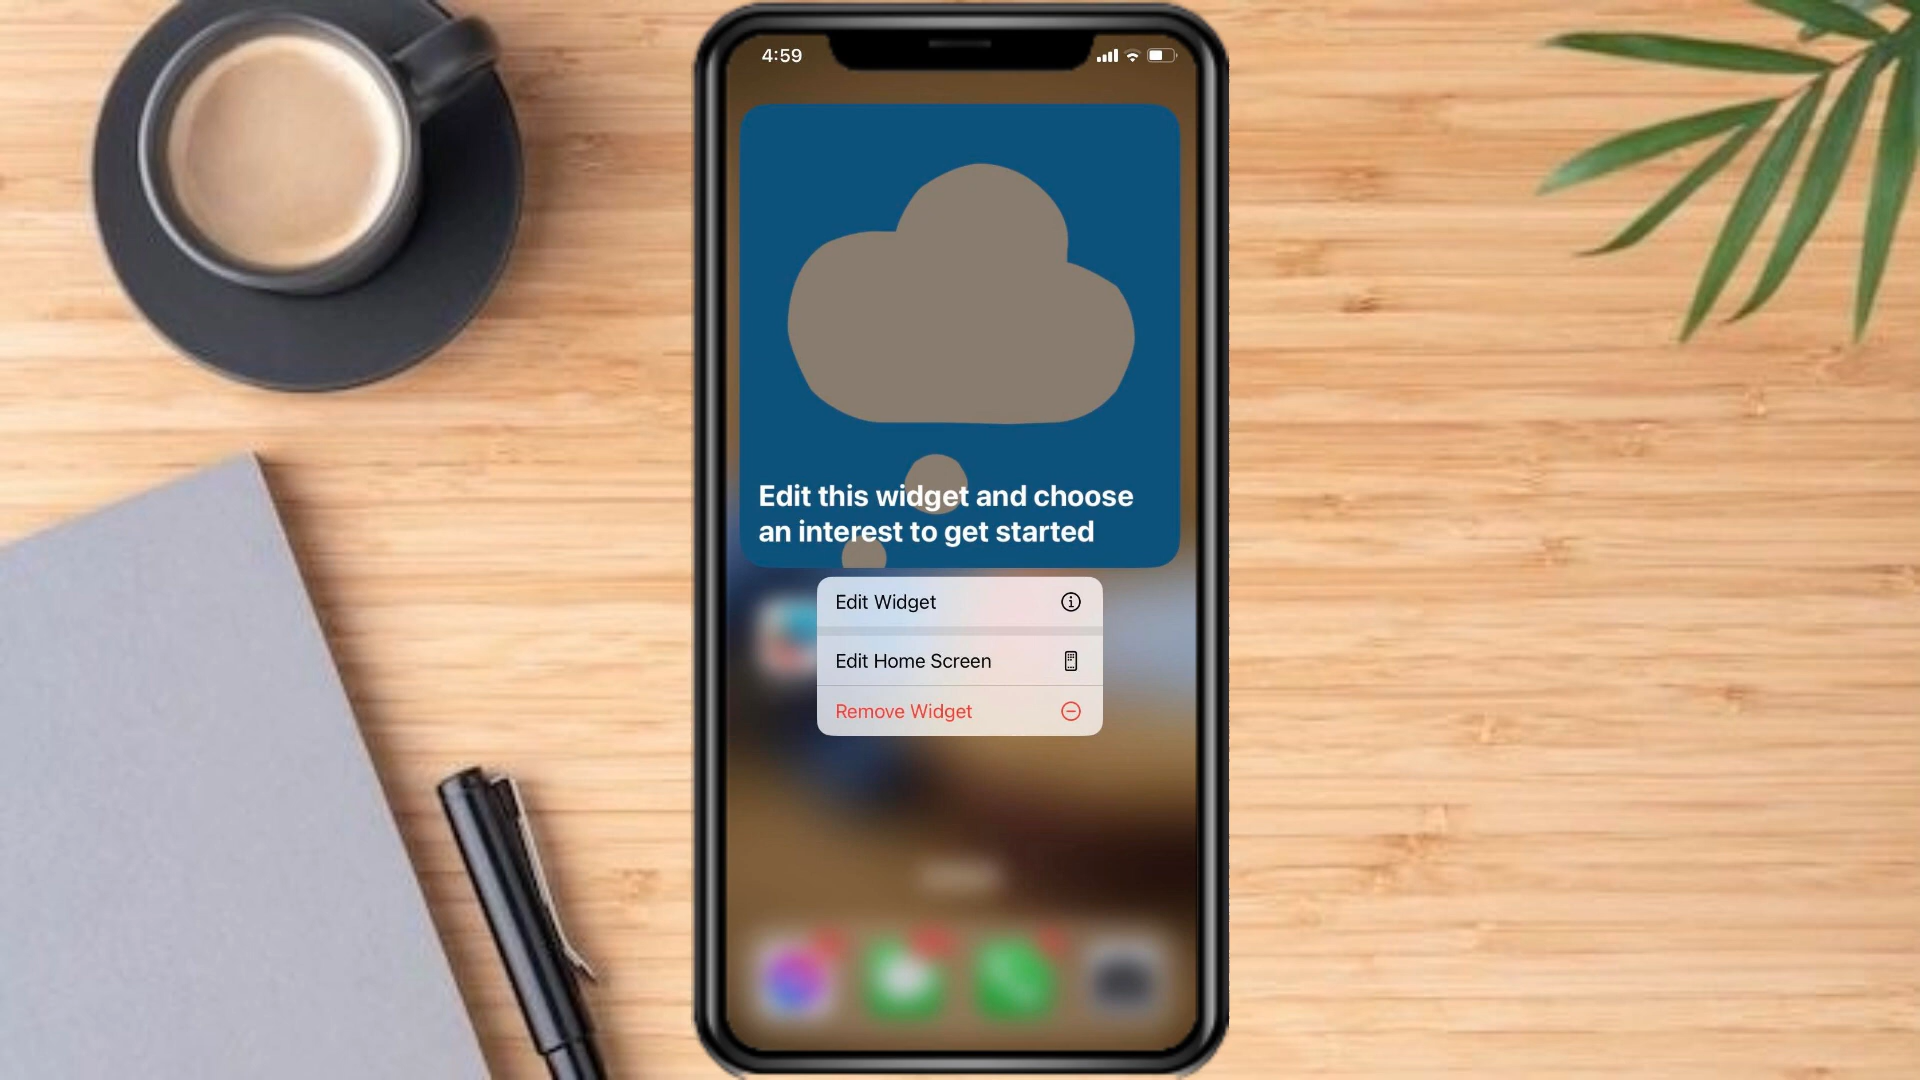 4:59
Edit this widget and choose
an interest to get started
Edit Widget
Edit Home Screen
Remove Widget